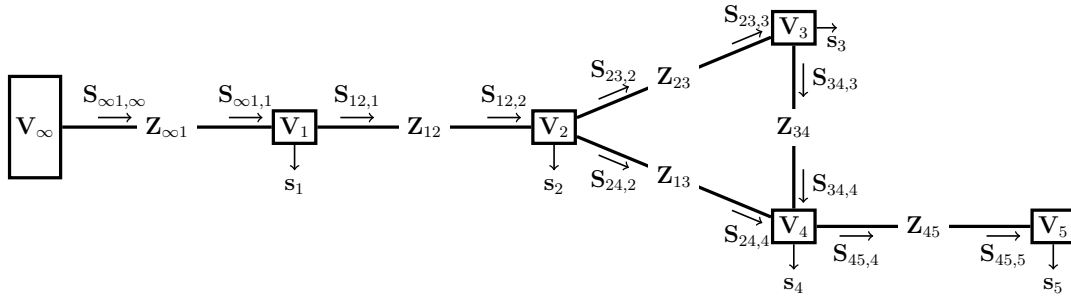 S₂₃,₃
V₃
s₃
S₂₃,₂
Z₂₃
S₃₄,₃
S∞₁,∞
S∞₁,₁
S₁₂,₁
S₁₂,₂
V∞
Z∞₁
V₁
Z₁₂
V₂
Z₃₄
s₁
s₂
S₂₄,₂
Z₁₃
S₃₄,₄
S₂₄,₄
V₄
Z₄₅
V₅
S₄₅,₄
S₄₅,₅
s₄
s₅